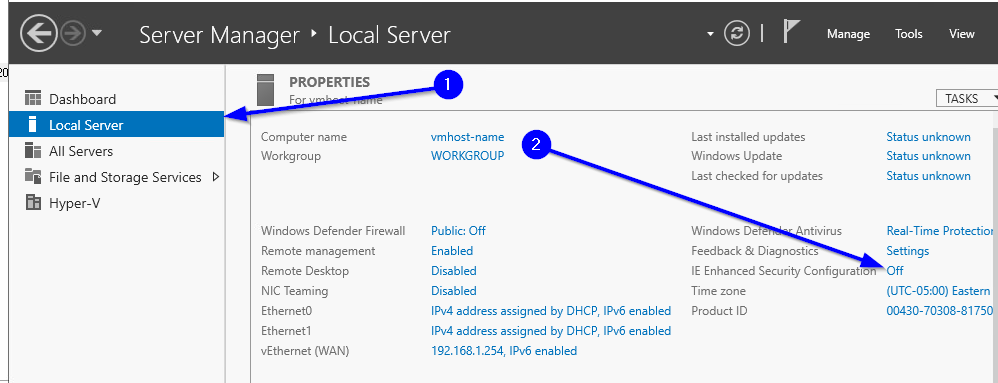 Server Manager ‣ Local Server
Manage Tools View
20
Dashboard
Local Server
All Servers
File and Storage Services
Hyper-V
1
PROPERTIES
For vmhost-name
TASKS
2
Computer name vmhost-name
Workgroup WORKGROUP
Last installed updates Status unknown
Windows Update Status unknown
Last checked for updates Status unknown
Windows Defender Firewall Public: Off
Remote management Enabled
Remote Desktop Disabled
NIC Teaming Disabled
Ethernet0 IPv4 address assigned by DHCP, IPv6 enabled
Ethernet1 IPv4 address assigned by DHCP, IPv6 enabled
vEthernet (WAN) 192.168.1.254, IPv6 enabled
Windows Defender Antivirus Real-Time Protection
Feedback & Diagnostics Settings
IE Enhanced Security Configuration Off
Time zone (UTC-05:00) Eastern
Product ID 00430-70308-81750